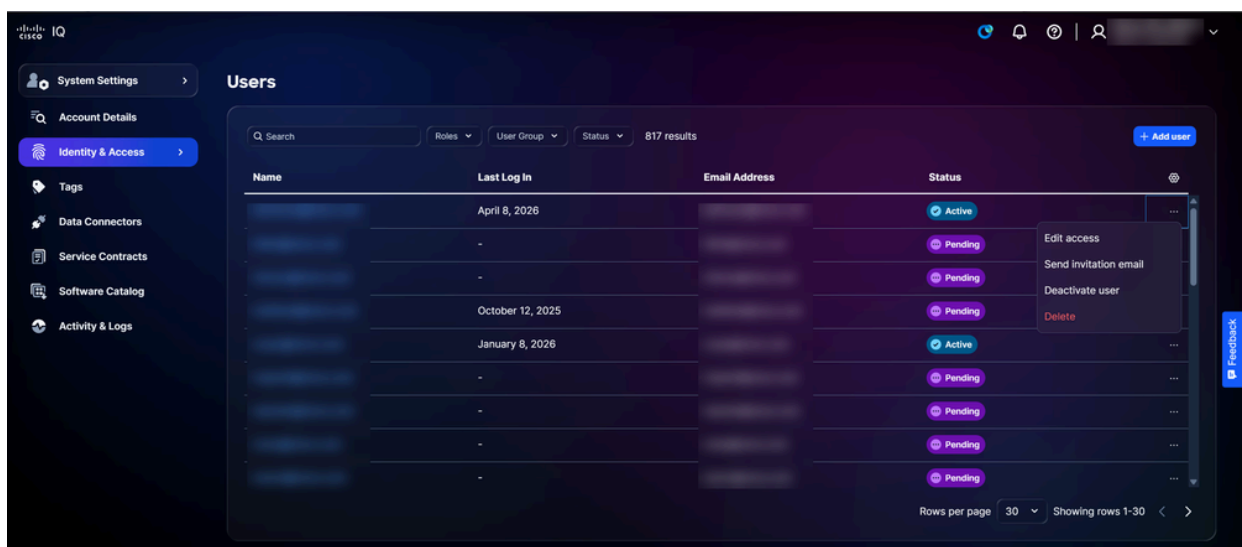 cisco IQ
System Settings
Account Details
Identity & Access
Tags
Data Connectors
Service Contracts
Software Catalog
Activity & Logs
Users
Search Roles User Group Status 817 results + Add user
Name Last Log In Email Address Status
April 8, 2026 Active ...
- Pending
- Pending
October 12, 2025 Pending
January 8, 2026 Active ...
- Pending ...
- Pending ...
- Pending ...
- Pending ...
Edit access
Send invitation email
Deactivate user
Delete
Rows per page 30 Showing rows 1-30
Feedback